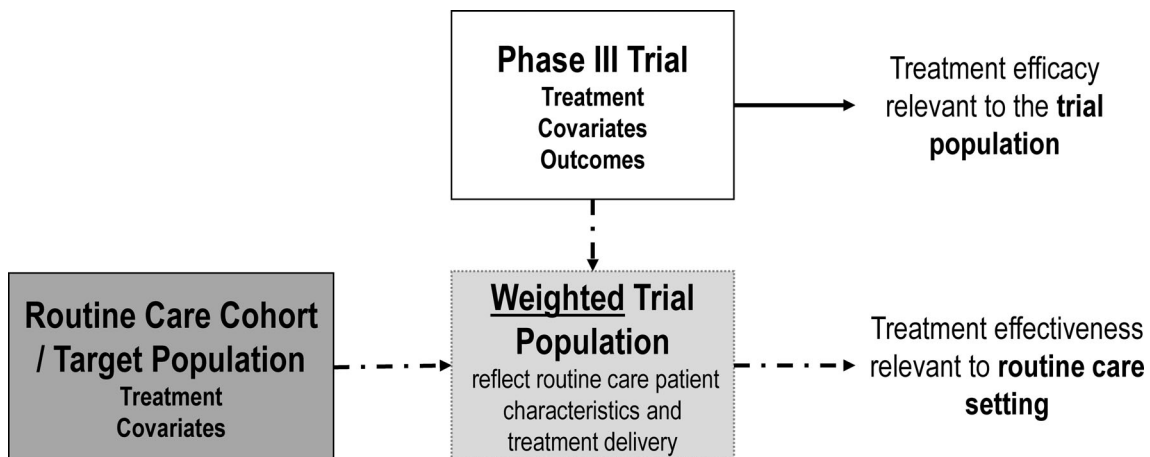 Phase III Trial
Treatment
Covariates
Outcomes
Treatment efficacy
relevant to the trial
population
Routine Care Cohort
/ Target Population
Treatment
Covariates
Weighted Trial
Population
reflect routine care patient
characteristics and
treatment delivery
Treatment effectiveness
relevant to routine care
setting